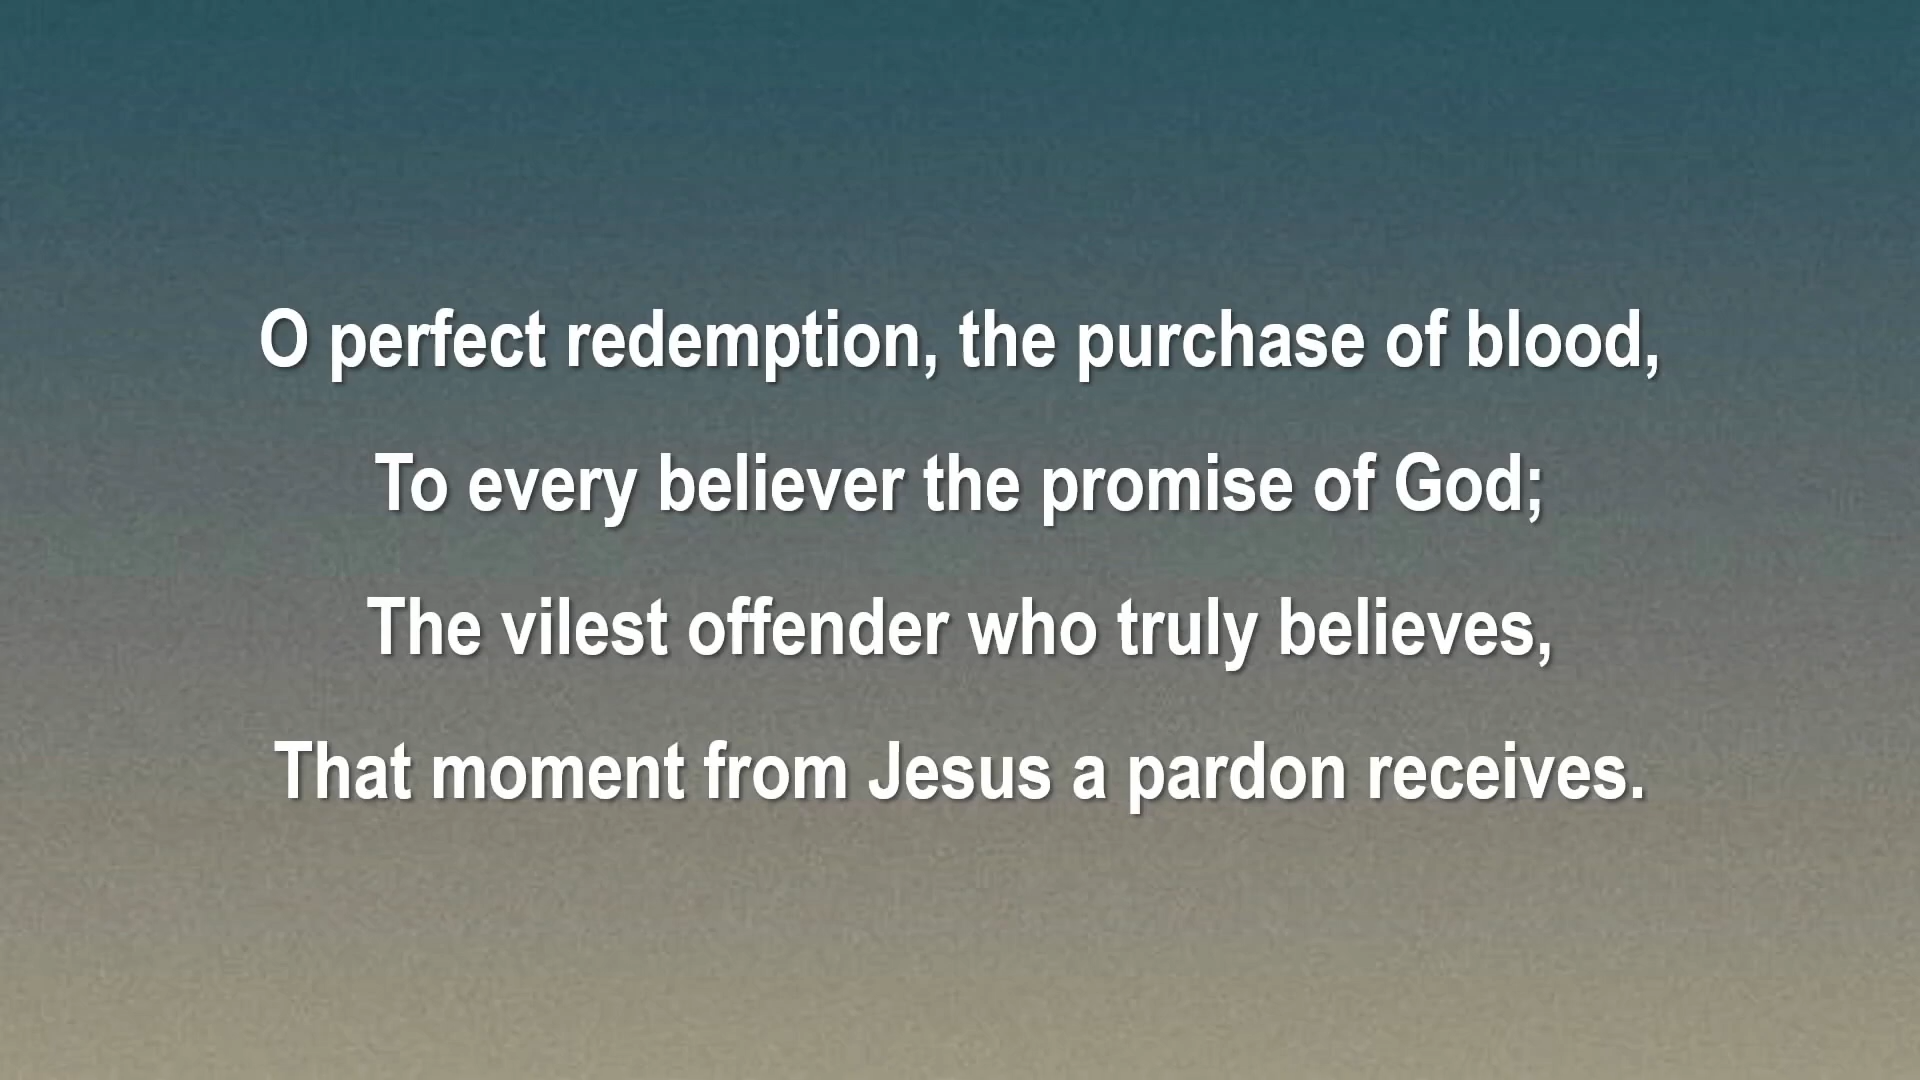 O perfect redemption, the purchase of blood,
To every believer the promise of God;
The vilest offender who truly believes,
That moment from Jesus a pardon receives.